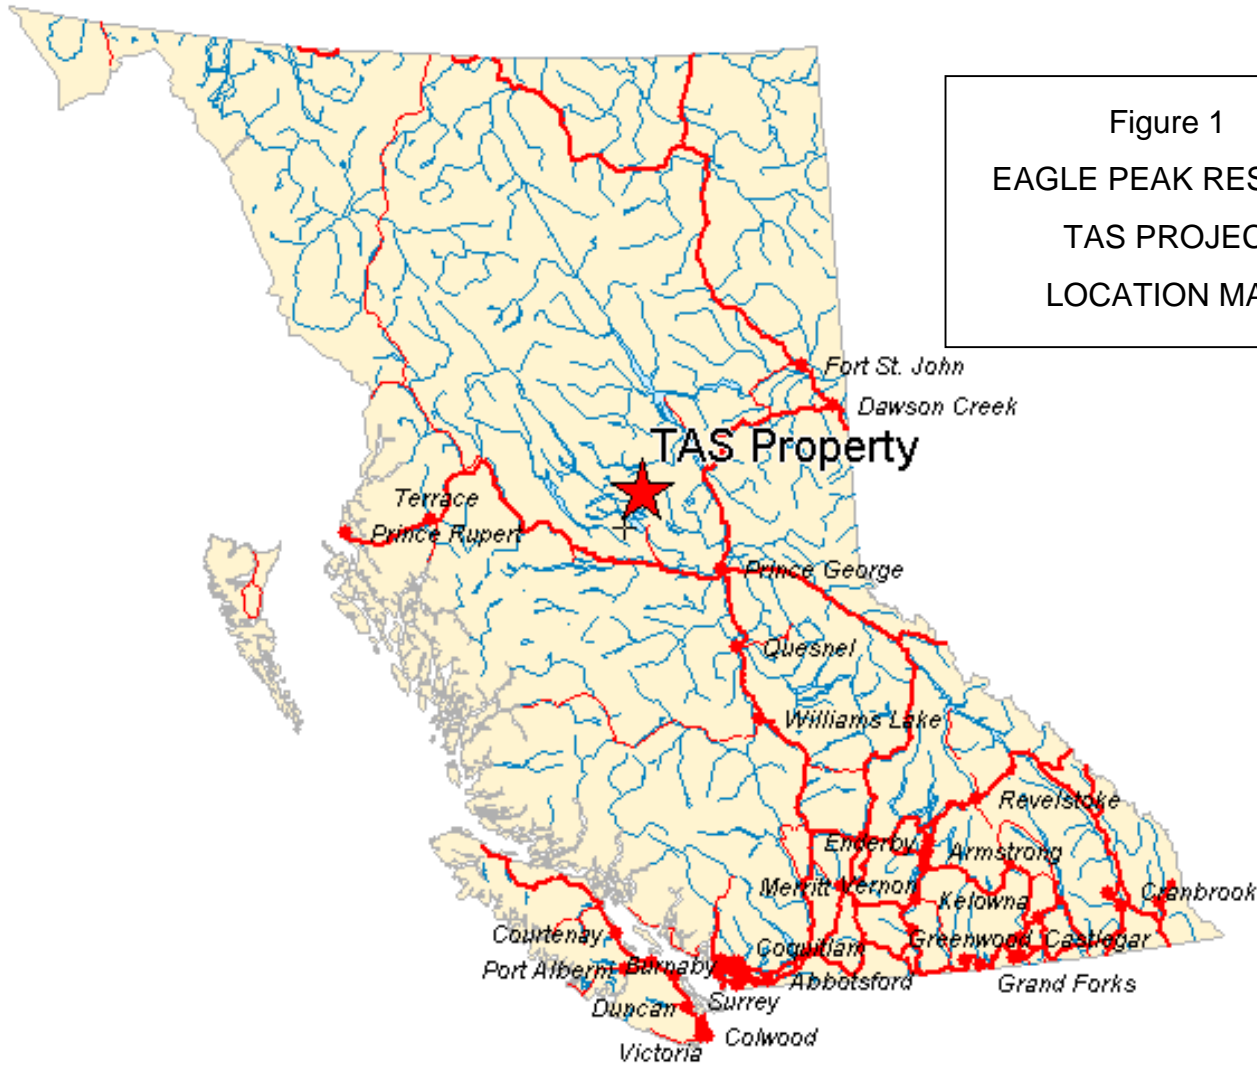 Figure 1
EAGLE PEAK RES
TAS PROJEC
LOCATION MA
Fort St. John
Dawson Creek
TAS Property
Terrace
Prince Rupert
Prince George
Quesnel
Williams Lake
Revelstoke
Enderby
Armstrong
Merritt
Vernon
Kelowna
Cranbrook
Courtenay
Greenwood
Castlegar
Coquitlam
Port Alberni
Burnaby
Abbotsford
Grand Forks
Duncan
Surrey
Colwood
Victoria